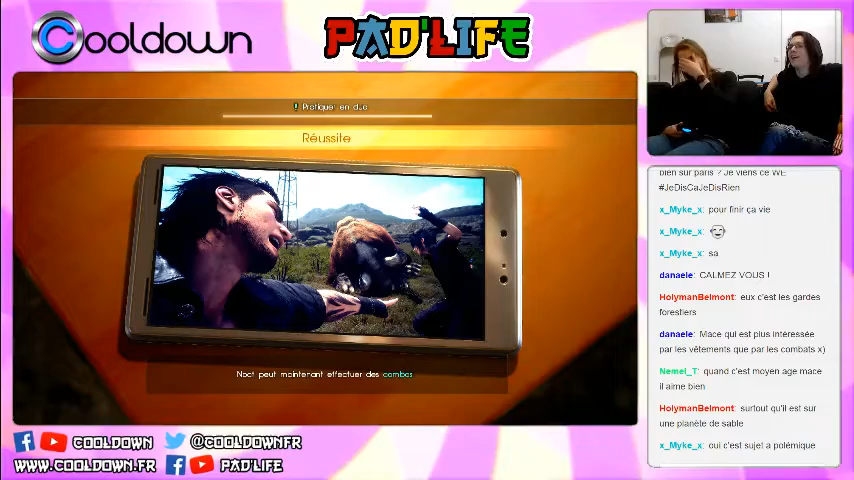 Cooldown
PAD'LIFE
! Pratiquer en duo
Réussite
Noct peut maintenant effectuer des combos
bien sur paris ? Je viens ce WE
#JeDisCaJeDisRien
x_Myke_x: pour finir ça vie
x_Myke_x:
x_Myke_x: sa
danaele: CALMEZ VOUS !
HolymanBelmont: eux c'est les gardes
forestiers
danaele: Mace qui est plus intéressée
par les vêtements que par les combats x)
Nemel_T: quand c'est moyen age mace
il aime bien
HolymanBelmont: surtout qu'il est sur
une planète de sable
x_Myke_x: oui c'est sujet a polémique
COOLDOWN
@COOLDOWNFR
WWW.COOLDOWN.FR
PAD'LIFE